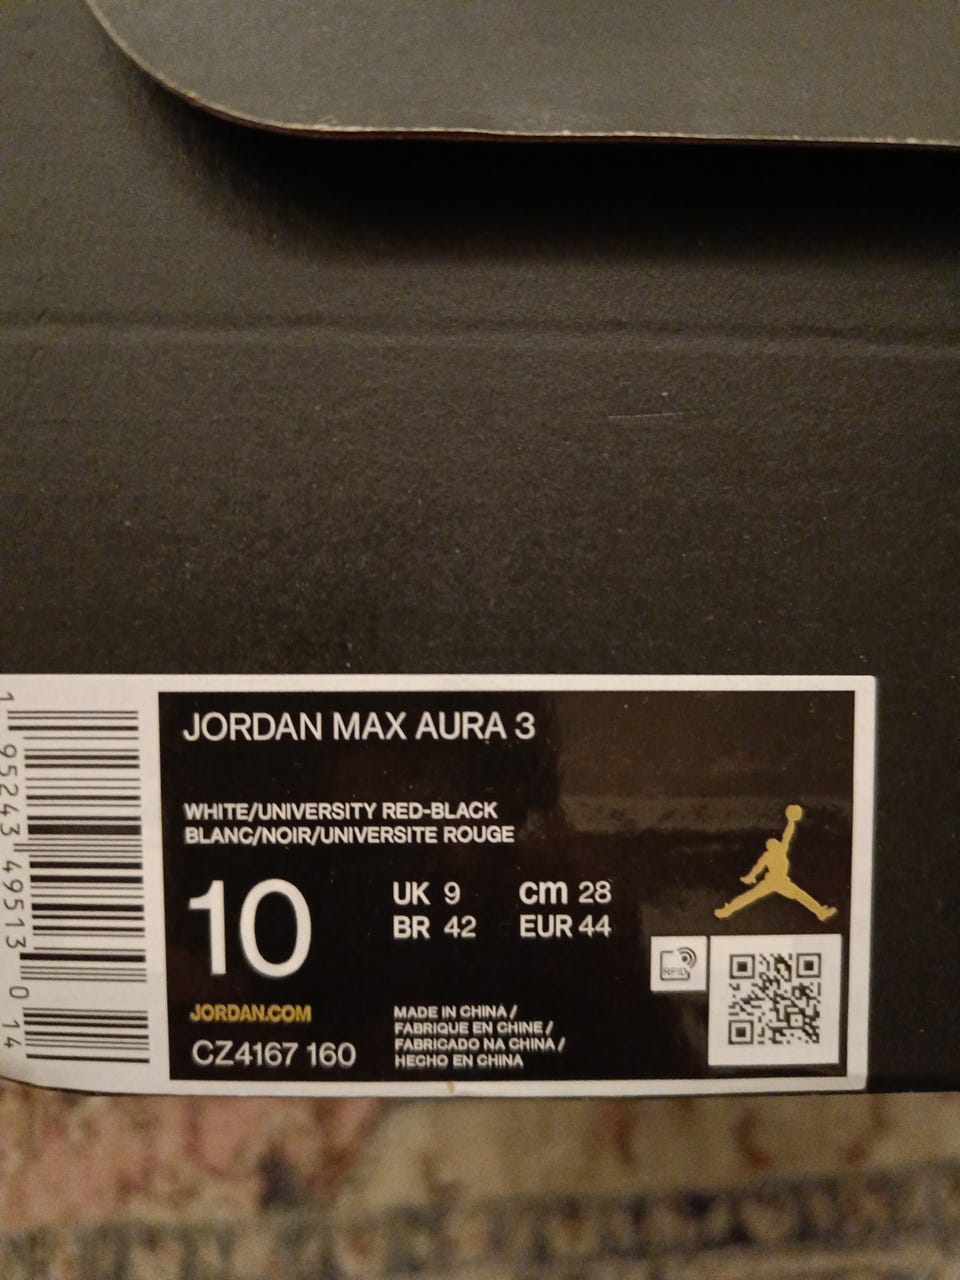 1 95243 49513 0 14
JORDAN MAX AURA 3
WHITE/UNIVERSITY RED-BLACK
BLANC/NOIR/UNIVERSITE ROUGE
10
UK 9
cm 28
BR 42
EUR 44
RFID
JORDAN.COM
CZ4167 160
MADE IN CHINA /
FABRIQUE EN CHINE /
FABRICADO NA CHINA /
HECHO EN CHINA